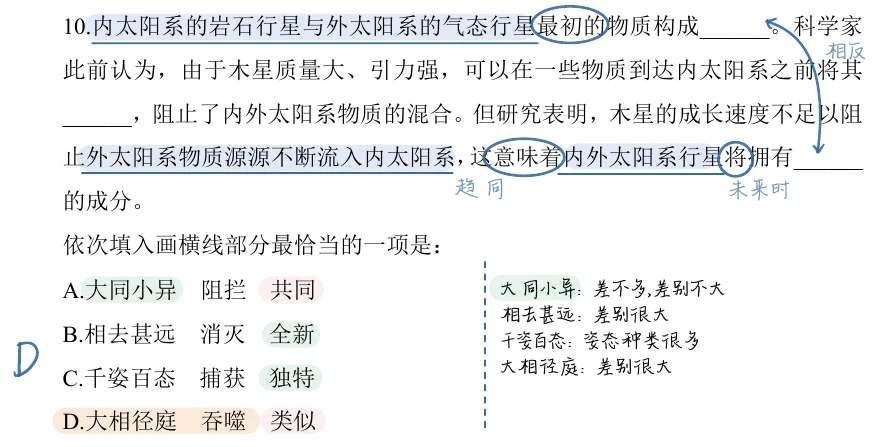 10.内太阳系的岩石行星与外太阳系的气态行星最初的物质构成______。科学家
相反
此前认为，由于木星质量大、引力强，可以在一些物质到达内太阳系之前将其
______，阻止了内外太阳系物质的混合。但研究表明，木星的成长速度不足以阻
止外太阳系物质源源不断流入内太阳系，这意味着内外太阳系行星将拥有______
趋同 未来时
的成分。
依次填入画横线部分最恰当的一项是：
A.大同小异 阻拦 共同
B.相去甚远 消灭 全新
C.千姿百态 捕获 独特
D.大相径庭 吞噬 类似
D
大同小异：差不多,差别不大
相去甚远：差别很大
千姿百态：姿态种类很多
大相径庭：差别很大